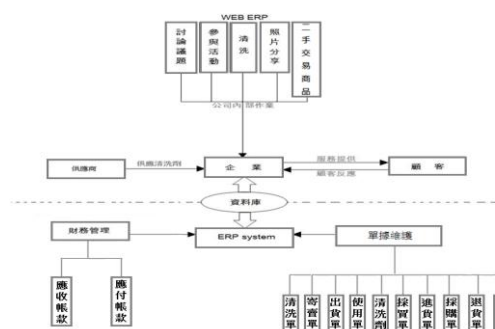 WEB ERP
討論議題
參與活動
清洗
照片分享
二手交易商品
公司內部作業
供應商
供應清洗劑
企 業
服務提供
顧客反應
顧 客
資料庫
財務管理
ERP system
單據維護
應收帳款
應付帳款
清洗單
寄賣單
出貨單
使用單
清洗劑
採買單
進貨單
採購單
退貨單